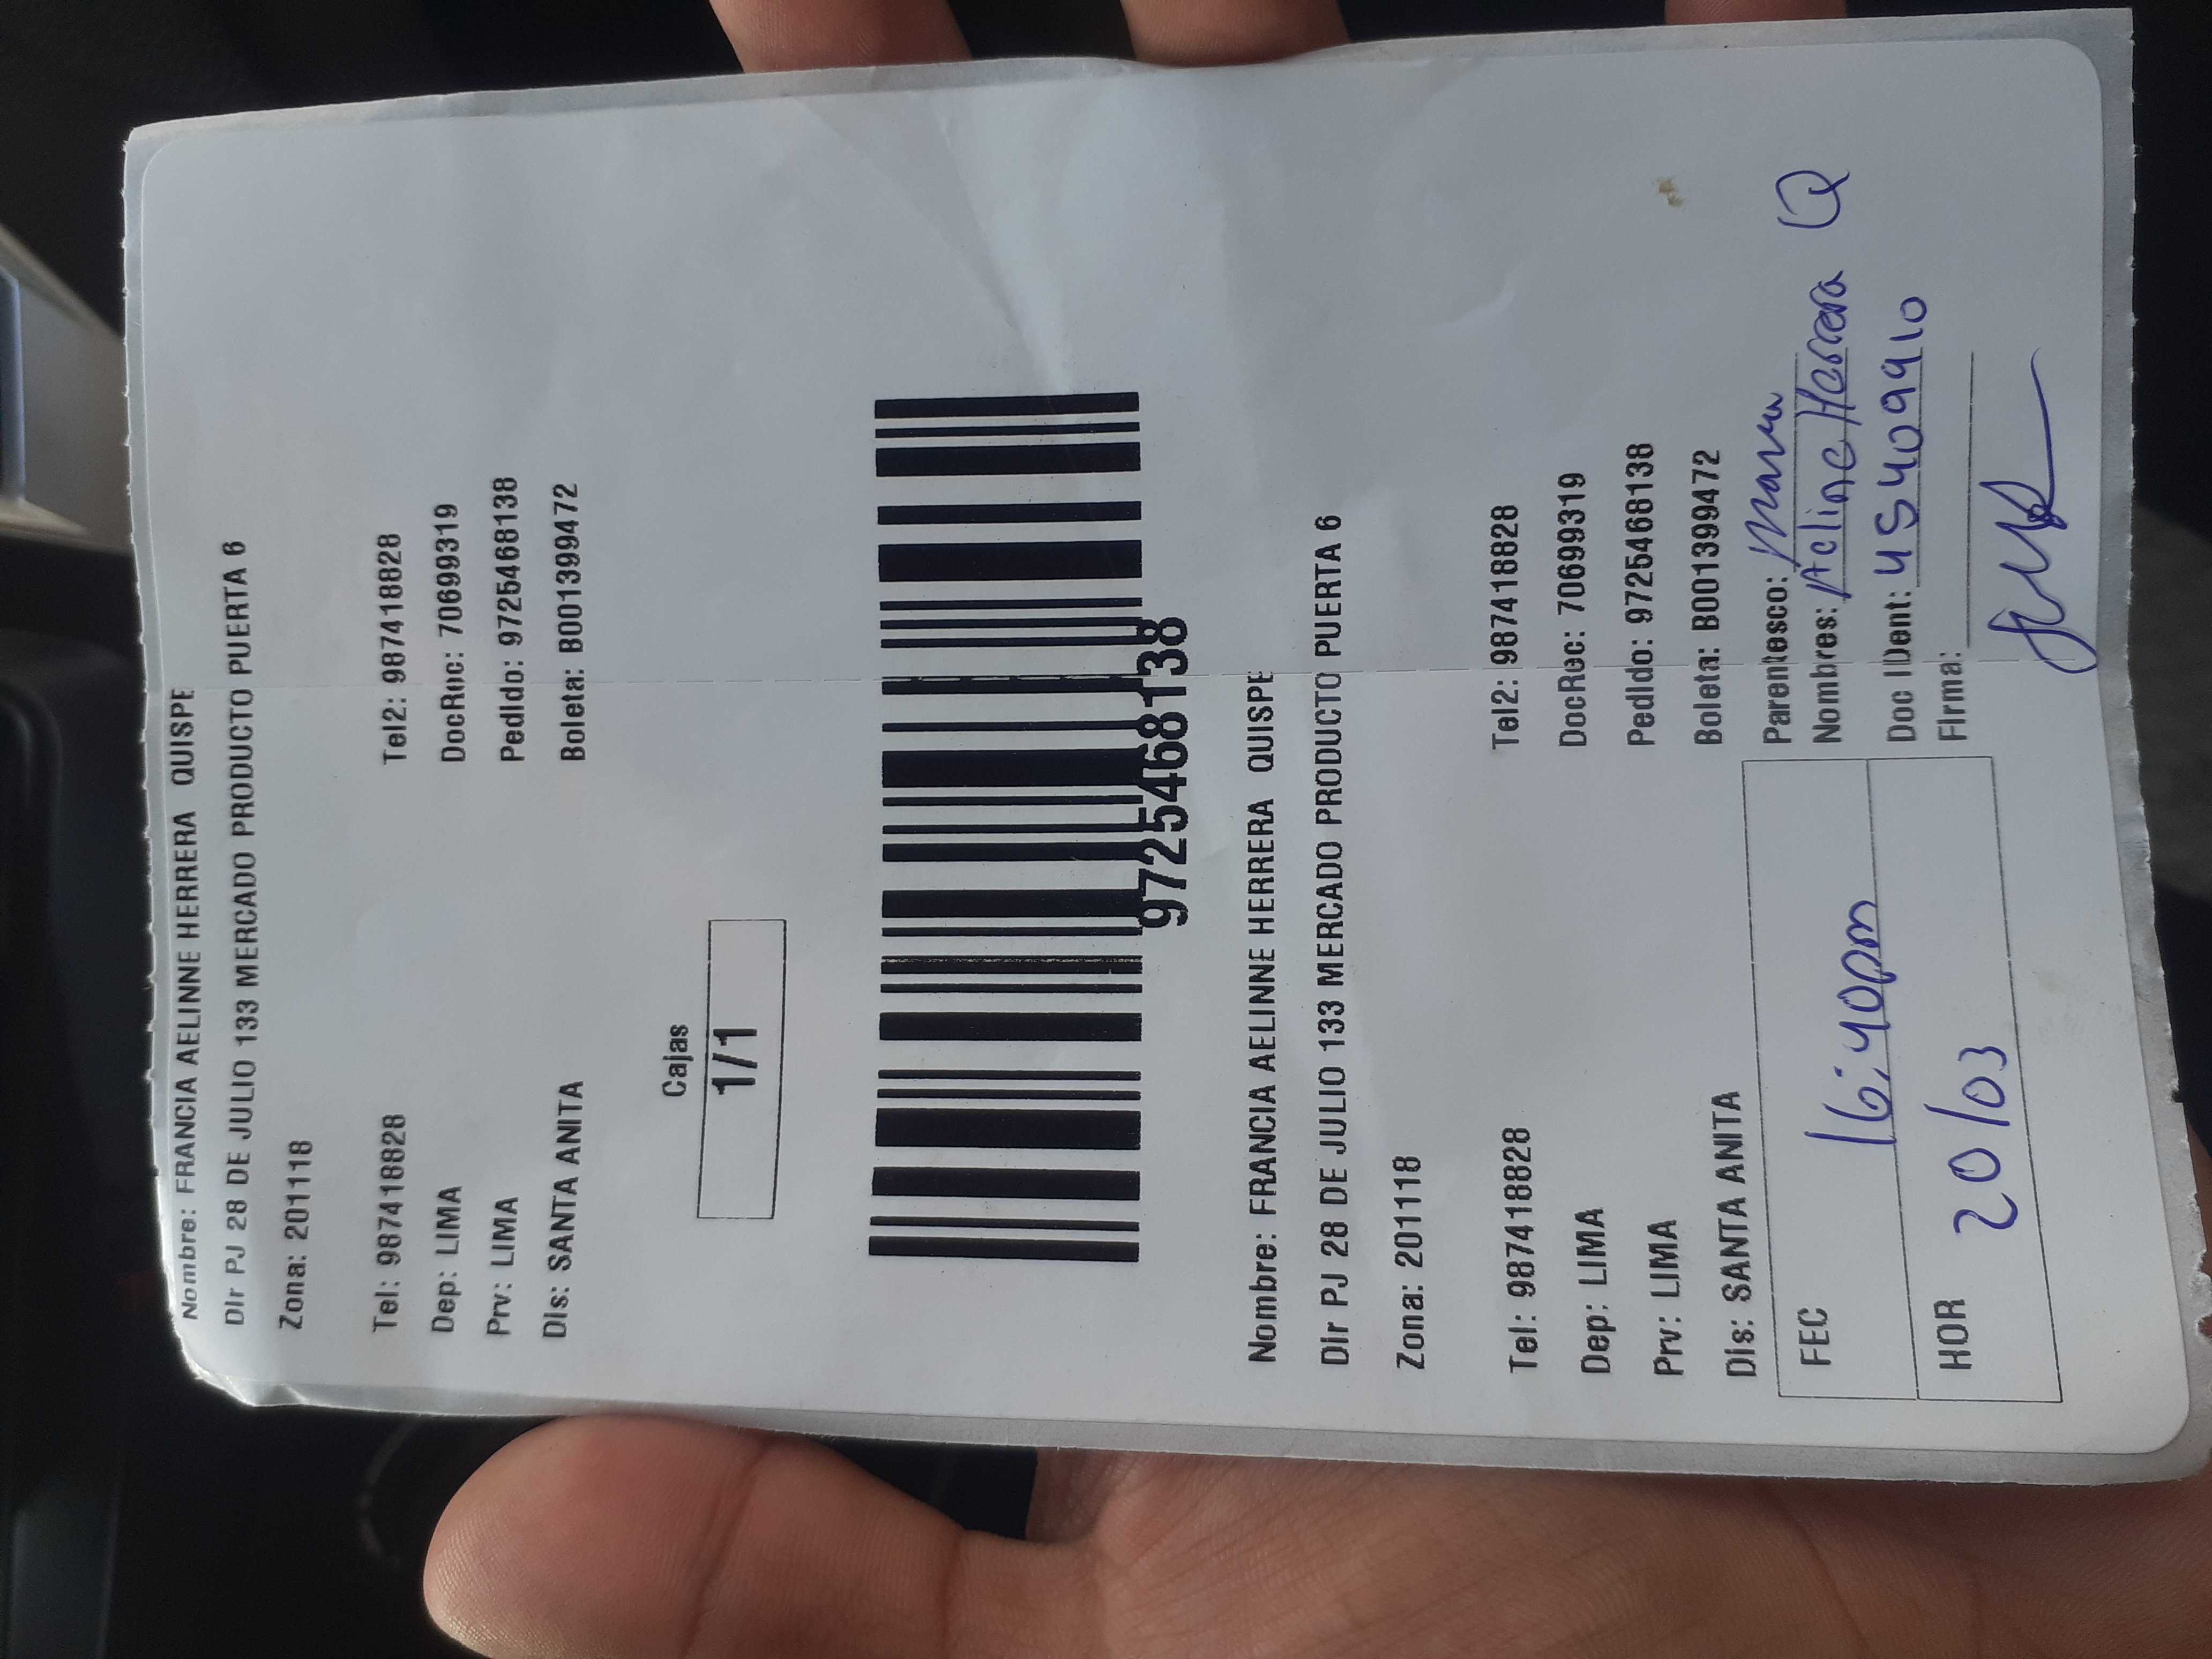 Nombre: FRANCIA AELINNE HERRERA QUISPE
Dir PJ 28 DE JULIO 133 MERCADO PRODUCTO PUERTA 6
Zona: 201118
Tel: 987418828 Tel2: 987418828
Dep: LIMA DocRec: 70699319
Prv: LIMA Pedido: 9725468138
Dis: SANTA ANITA Boleta: B001399472
Cajas
1/1
9725468138
Nombre: FRANCIA AELINNE HERRERA QUISPE
Dir PJ 28 DE JULIO 133 MERCADO PRODUCTO PUERTA 6
Zona: 201118
Tel: 987418828 Tel2: 987418828
Dep: LIMA DocRec: 70699319
Prv: LIMA Pedido: 9725468138
Dis: SANTA ANITA Boleta: B001399472
FEC 16:40pm Parentesco: mama
Nombres: Aeline Herrera Q
HOR 20/03 Doc IDent: 45409910
Firma: